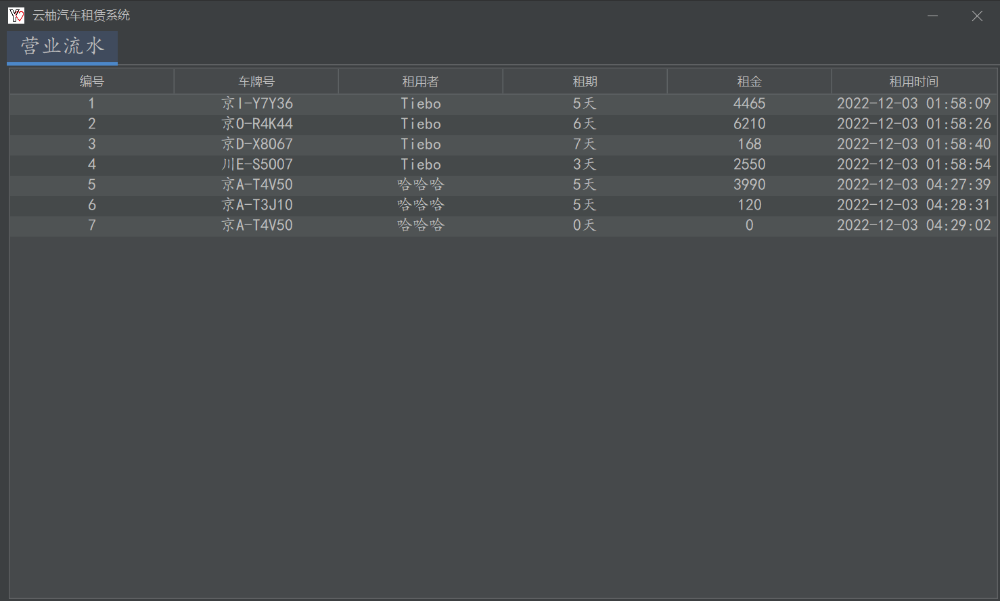 云柚汽车租赁系统
营业流水
编号 车牌号 租用者 租期 租金 租用时间
1 京I-Y7Y36 Tiebo 5天 4465 2022-12-03 01:58:09
2 京O-R4K44 Tiebo 6天 6210 2022-12-03 01:58:26
3 京D-X8067 Tiebo 7天 168 2022-12-03 01:58:40
4 川E-S5007 Tiebo 3天 2550 2022-12-03 01:58:54
5 京A-T4V50 哈哈哈 5天 3990 2022-12-03 04:27:39
6 京A-T3J10 哈哈哈 5天 120 2022-12-03 04:28:31
7 京A-T4V50 哈哈哈 0天 0 2022-12-03 04:29:02